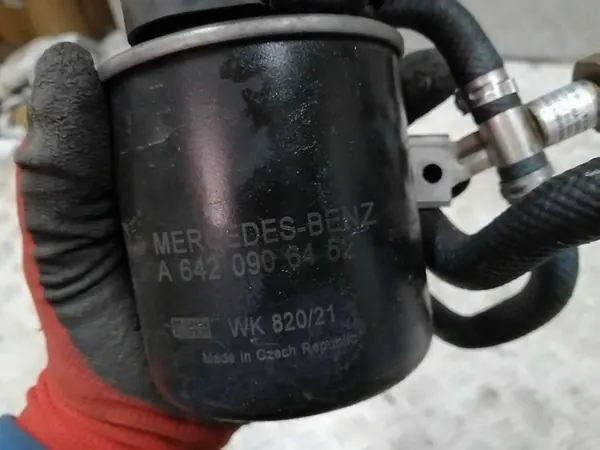 MERCEDES-BENZ
A 642 090 64 52
WK 820/21
Made in Czech Republic